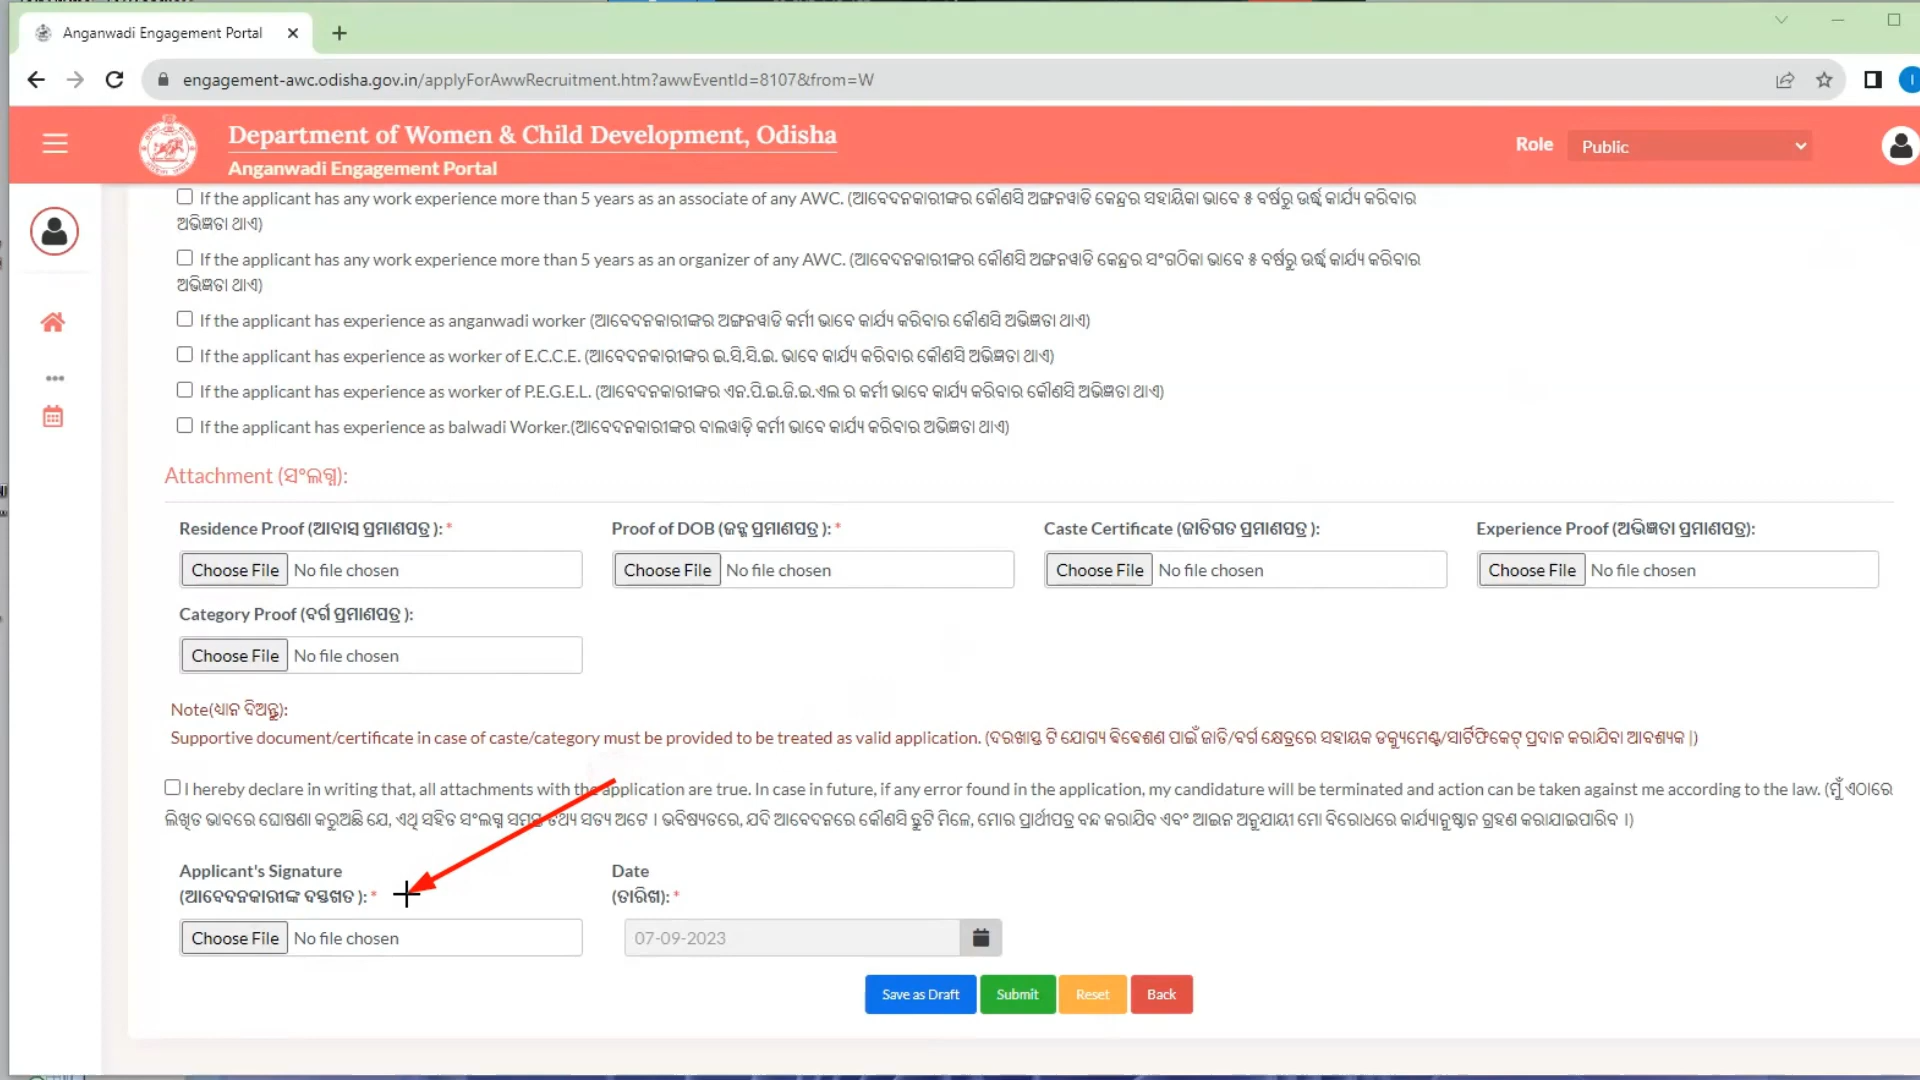 Anganwadi Engagement Portal
engagement-awc.odisha.gov.in/applyForAwwRecruitment.htm?awwEventId=8107&from=W
Department of Women & Child Development, Odisha
Anganwadi Engagement Portal
Role Public
If the applicant has any work experience more than 5 years as an associate of any AWC. (ଆବେଦନକାରୀଙ୍କର କୌଣସି ଅଙ୍ଗନୱାଡି କେନ୍ଦ୍ରର ସହାୟିକା ଭାବେ ୫ ବର୍ଷରୁ ଉର୍ଦ୍ଧ୍ୱ କାର୍ଯ୍ୟ କରିବାର
ଅଭିଜ୍ଞତା ଥାଏ)
If the applicant has any work experience more than 5 years as an organizer of any AWC. (ଆବେଦନକାରୀଙ୍କର କୌଣସି ଅଙ୍ଗନୱାଡି କେନ୍ଦ୍ରର ସଂଗଠିକା ଭାବେ ୫ ବର୍ଷରୁ ଉର୍ଦ୍ଧ୍ୱ କାର୍ଯ୍ୟ କରିବାର
ଅଭିଜ୍ଞତା ଥାଏ)
If the applicant has experience as anganwadi worker (ଆବେଦନକାରୀଙ୍କର ଅଙ୍ଗନୱାଡି କର୍ମୀ ଭାବେ କାର୍ଯ୍ୟ କରିବାର କୌଣସି ଅଭିଜ୍ଞତା ଥାଏ)
If the applicant has experience as worker of E.C.C.E. (ଆବେଦନକାରୀଙ୍କର ଇ.ସି.ସି.ଇ. ଭାବେ କାର୍ଯ୍ୟ କରିବାର କୌଣସି ଅଭିଜ୍ଞତା ଥାଏ)
If the applicant has experience as worker of P.E.G.E.L. (ଆବେଦନକାରୀଙ୍କର ଏନ.ପି.ଇ.ଜି.ଇ.ଏଲ ର କର୍ମୀ ଭାବେ କାର୍ଯ୍ୟ କରିବାର କୌଣସି ଅଭିଜ୍ଞତା ଥାଏ)
If the applicant has experience as balwadi Worker.(ଆବେଦନକାରୀଙ୍କର ବାଲୱାଡ଼ି କର୍ମୀ ଭାବେ କାର୍ଯ୍ୟ କରିବାର ଅଭିଜ୍ଞତା ଥାଏ)
Attachment (ସଂଲଗ୍ନ):
Residence Proof (ଆବାସ ପ୍ରମାଣପତ୍ର ): * Proof of DOB (ଜନ୍ମ ପ୍ରମାଣପତ୍ର ): * Caste Certificate (ଜାତିଗତ ପ୍ରମାଣପତ୍ର ): Experience Proof (ଅଭିଜ୍ଞତା ପ୍ରମାଣପତ୍ର):
Choose File No file chosen Choose File No file chosen Choose File No file chosen Choose File No file chosen
Category Proof (ବର୍ଗ ପ୍ରମାଣପତ୍ର ):
Choose File No file chosen
Note(ଧ୍ୟାନ ଦିଅନ୍ତୁ):
Supportive document/certificate in case of caste/category must be provided to be treated as valid application. (ଦରଖାସ୍ତ ଟି ଯୋଗ୍ୟ ବିବେଶଣ ପାଇଁ ଜାତି/ବର୍ଗ କ୍ଷେତ୍ରରେ ସହାୟକ ଡକ୍ୟୁମେଣ୍ଟ/ସାର୍ଟିଫିକେଟ୍ ପ୍ରଦାନ କରାଯିବା ଆବଶ୍ୟକ |)
I hereby declare in writing that, all attachments with the application are true. In case in future, if any error found in the application, my candidature will be terminated and action can be taken against me according to the law. (ମୁଁ ଏଠାରେ
ଲିଖିତ ଭାବରେ ଘୋଷଣା କରୁଅଛି ଯେ, ଏଥି ସହିତ ସଂଲଗ୍ନ ସମସ୍ତ ତଥ୍ୟ ସତ୍ୟ ଅଟେ । ଭବିଷ୍ୟତରେ, ଯଦି ଆବେଦନରେ କୌଣସି ତ୍ରୁଟି ମିଳେ, ମୋର ପ୍ରାର୍ଥୀପତ୍ର ବନ୍ଦ କରାଯିବ ଏବଂ ଆଇନ ଅନୁଯାୟୀ ମୋ ବିରୋଧରେ କାର୍ଯ୍ୟାନୁଷ୍ଠାନ ଗ୍ରହଣ କରାଯାଇପାରିବ ।)
Applicant's Signature Date
(ଆବେଦନକାରୀଙ୍କ ଦସ୍ତଖତ ): * (ତାରିଖ): *
Choose File No file chosen 07-09-2023
Save as Draft Submit Reset Back